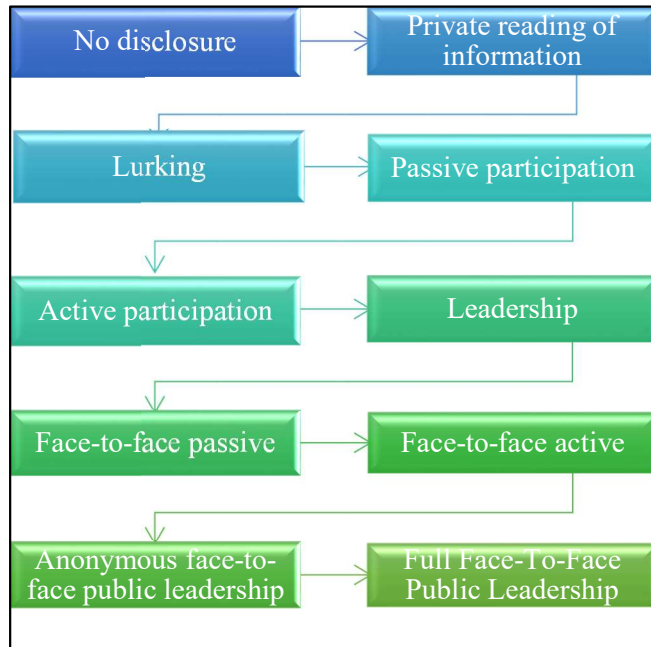 No disclosure
Private reading of
information
Lurking
Passive participation
Active participation
Leadership
Face-to-face passive
Face-to-face active
Anonymous face-to-
face public leadership
Full Face-To-Face
Public Leadership